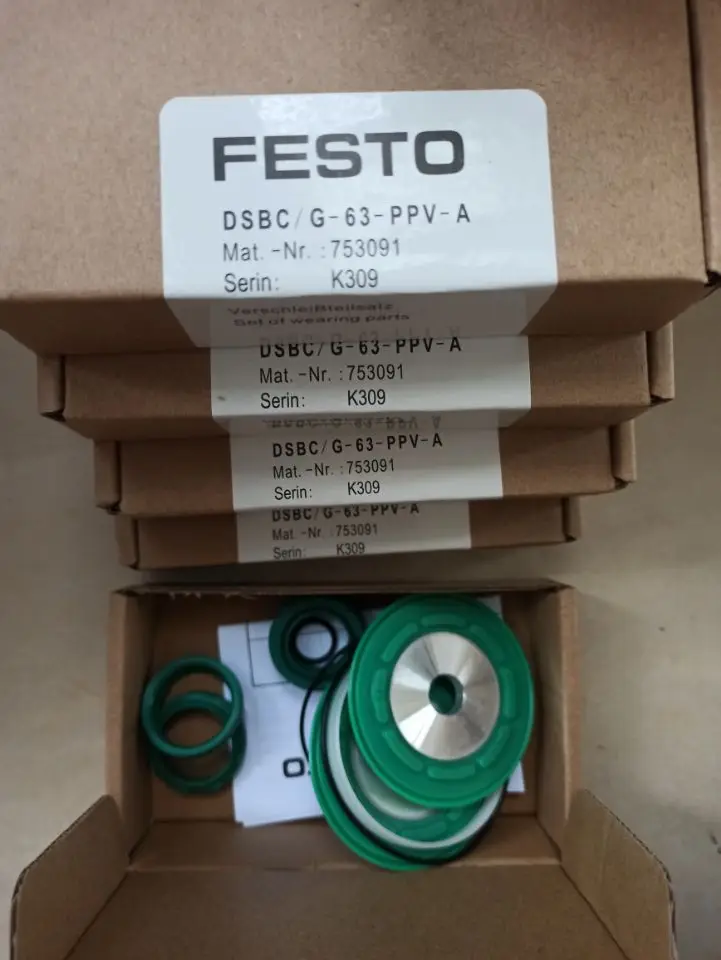 FESTO
DSBC/G-63-PPV-A
Mat. -Nr. : 753091
Serin: K309
Verschleißteilsatz
Set of wearing parts
DSBC/G-63-PPV-A
Mat. -Nr. : 753091
Serin: K309
DSBC/G-63-PPV-A
Mat. -Nr. : 753091
Serin: K309
DSBC/G-63-PPV-A
Mat. -Nr. : 753091
Serin: K309